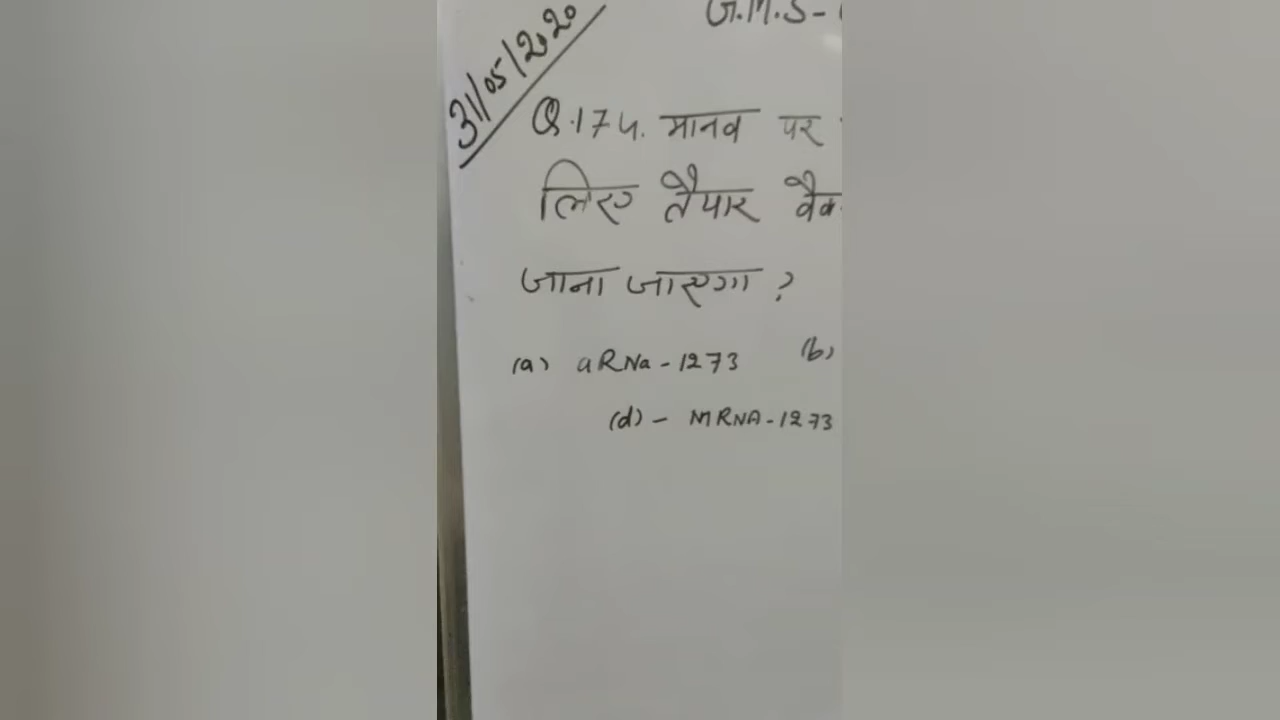 31/05/2020
G.M.S-
Q.174. मानव पर
लिए तैयार वैक
जाना जाएगा ?
(a) aRNa-1273 (b)
(d) - MRNA-1273